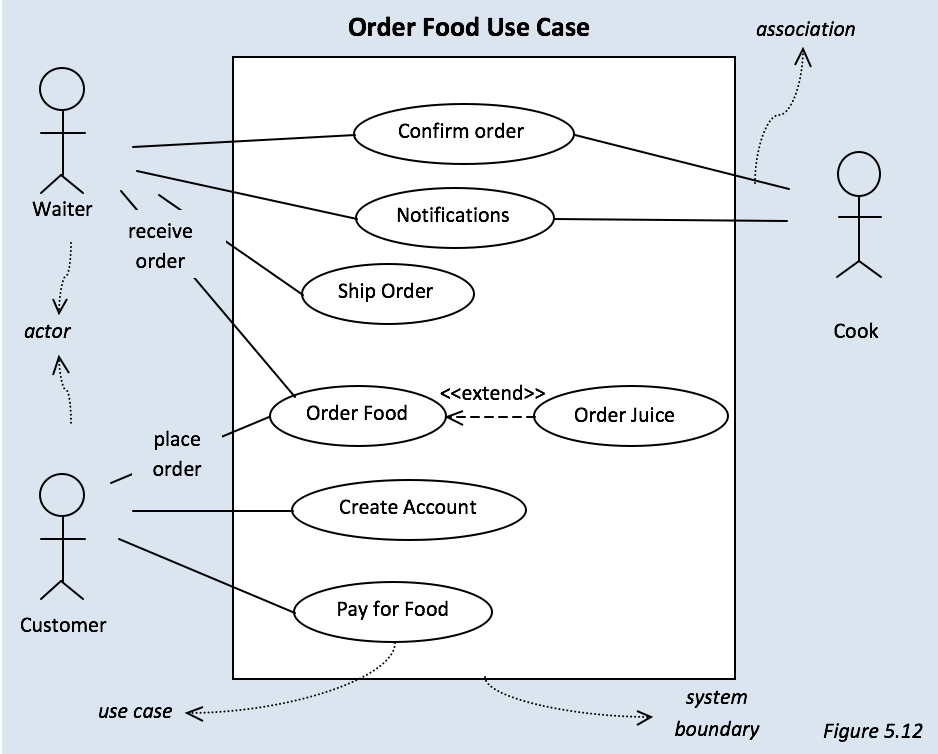 Order Food Use Case
association
Confirm order
Waiter
Notifications
receive
order
Ship Order
actor
Cook
<<extend>>
Order Food
Order Juice
place
order
Create Account
Pay for Food
Customer
use case
system
boundary
Figure 5.12